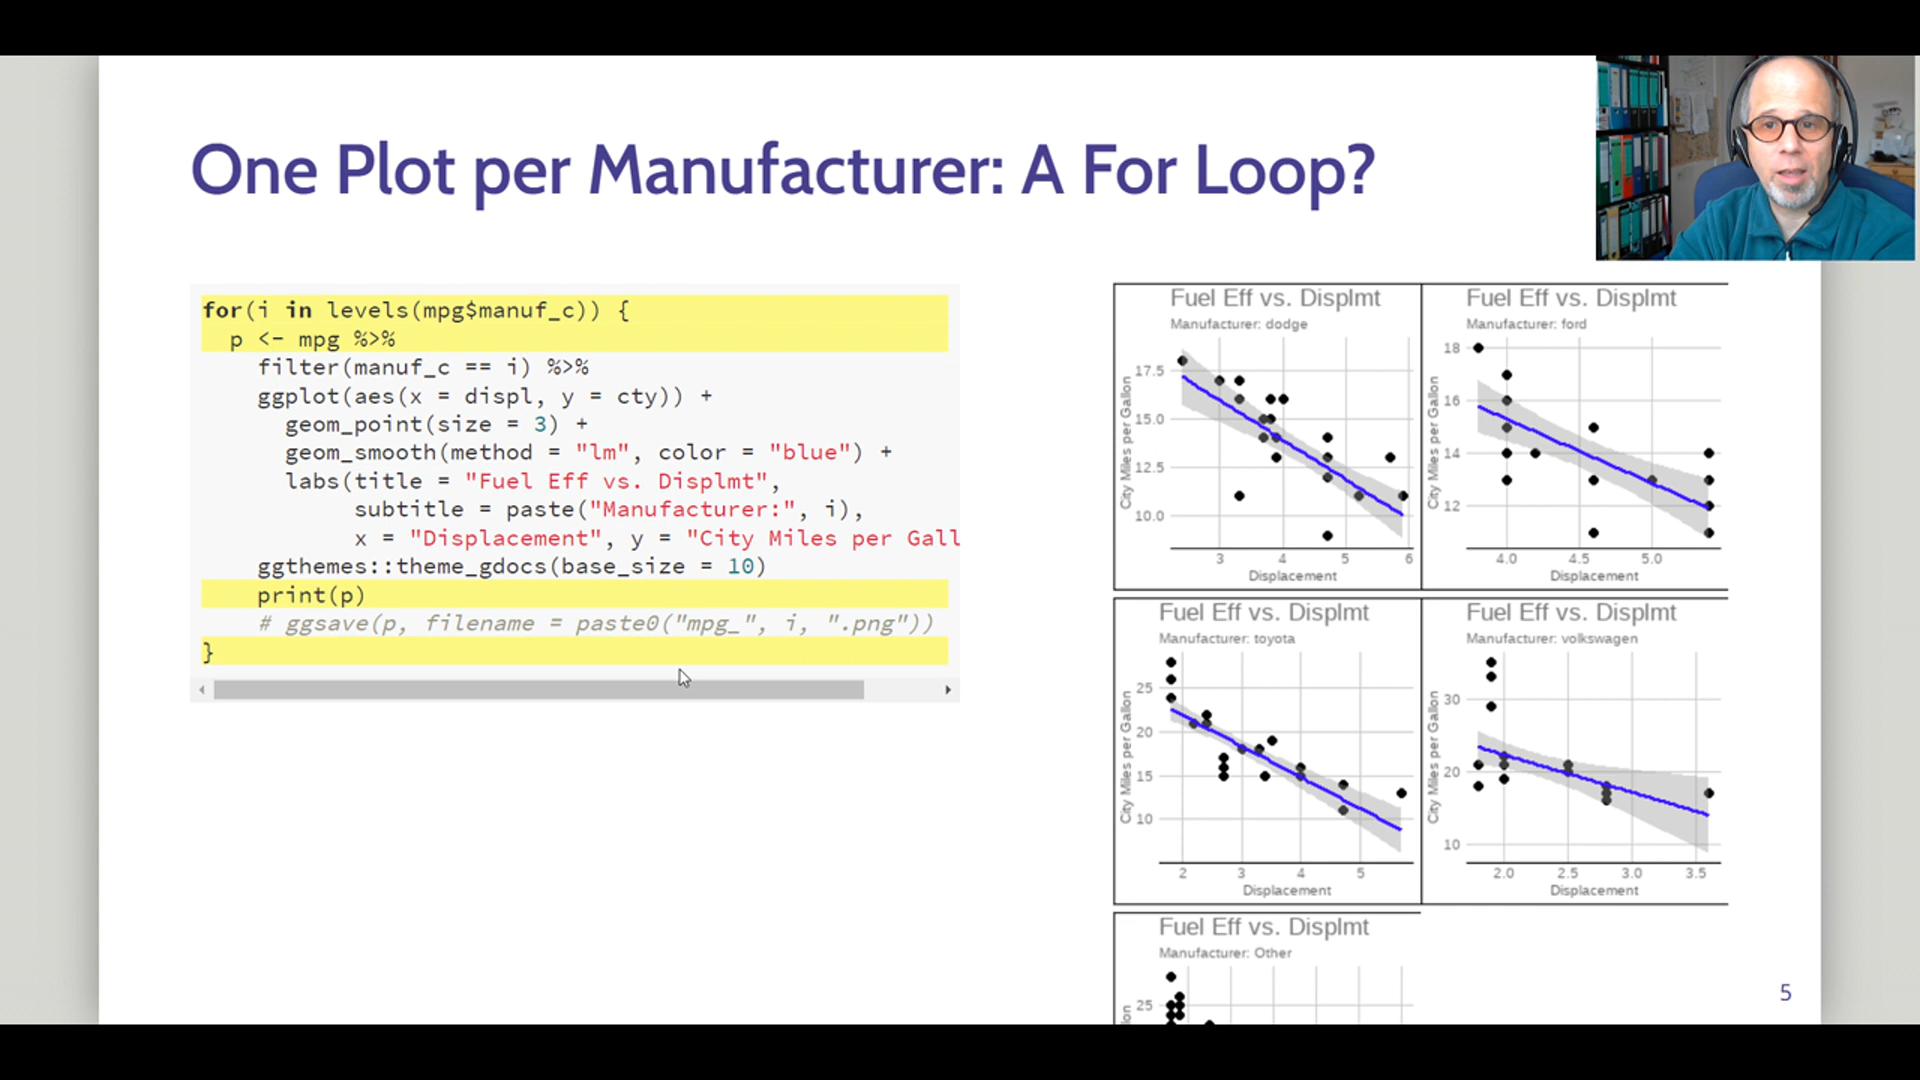 One Plot per Manufacturer: A For Loop?
for(i in levels(mpg$manuf_c)) {
p <- mpg %>%
filter(manuf_c == i) %>%
ggplot(aes(x = displ, y = cty)) +
geom_point(size = 3) +
geom_smooth(method = "lm", color = "blue") +
labs(title = "Fuel Eff vs. Displmt",
subtitle = paste("Manufacturer:", i),
x = "Displacement", y = "City Miles per Gall
ggthemes::theme_gdocs(base_size = 10)
print(p)
# ggsave(p, filename = paste0("mpg_", i, ".png"))
}
Fuel Eff vs. Displmt
Manufacturer: dodge
City Miles per Gallon
17.5
15.0
12.5
10.0
3 4 5 6
Displacement
Fuel Eff vs. Displmt
Manufacturer: ford
City Miles per Gallon
18
16
14
12
4.0 4.5 5.0
Displacement
Fuel Eff vs. Displmt
Manufacturer: toyota
City Miles per Gallon
25
20
15
10
2 3 4 5
Displacement
Fuel Eff vs. Displmt
Manufacturer: volkswagen
City Miles per Gallon
30
20
10
2.0 2.5 3.0 3.5
Displacement
Fuel Eff vs. Displmt
Manufacturer: Other
lon
25
5